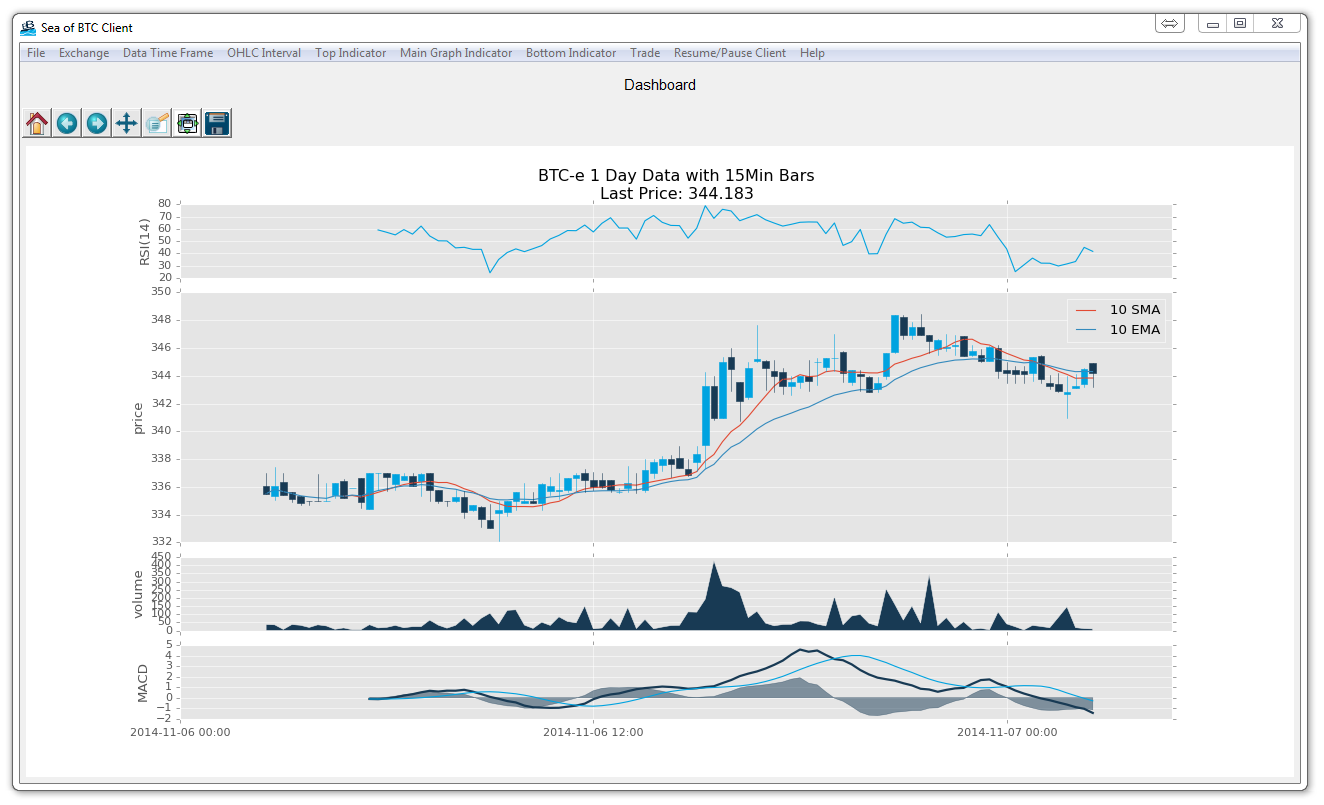 Sea of BTC Client
File Exchange Data Time Frame OHLC Interval Top Indicator Main Graph Indicator Bottom Indicator Trade Resume/Pause Client Help
Dashboard
BTC-e 1 Day Data with 15Min Bars
Last Price: 344.183
RSI(14)
80
70
60
50
40
30
20
price
350
348
346
344
342
340
338
336
334
332
10 SMA
10 EMA
volume
450
400
350
300
250
200
150
100
50
0
MACD
5
4
3
2
1
0
−1
−2
2014-11-06 00:00 2014-11-06 12:00 2014-11-07 00:00